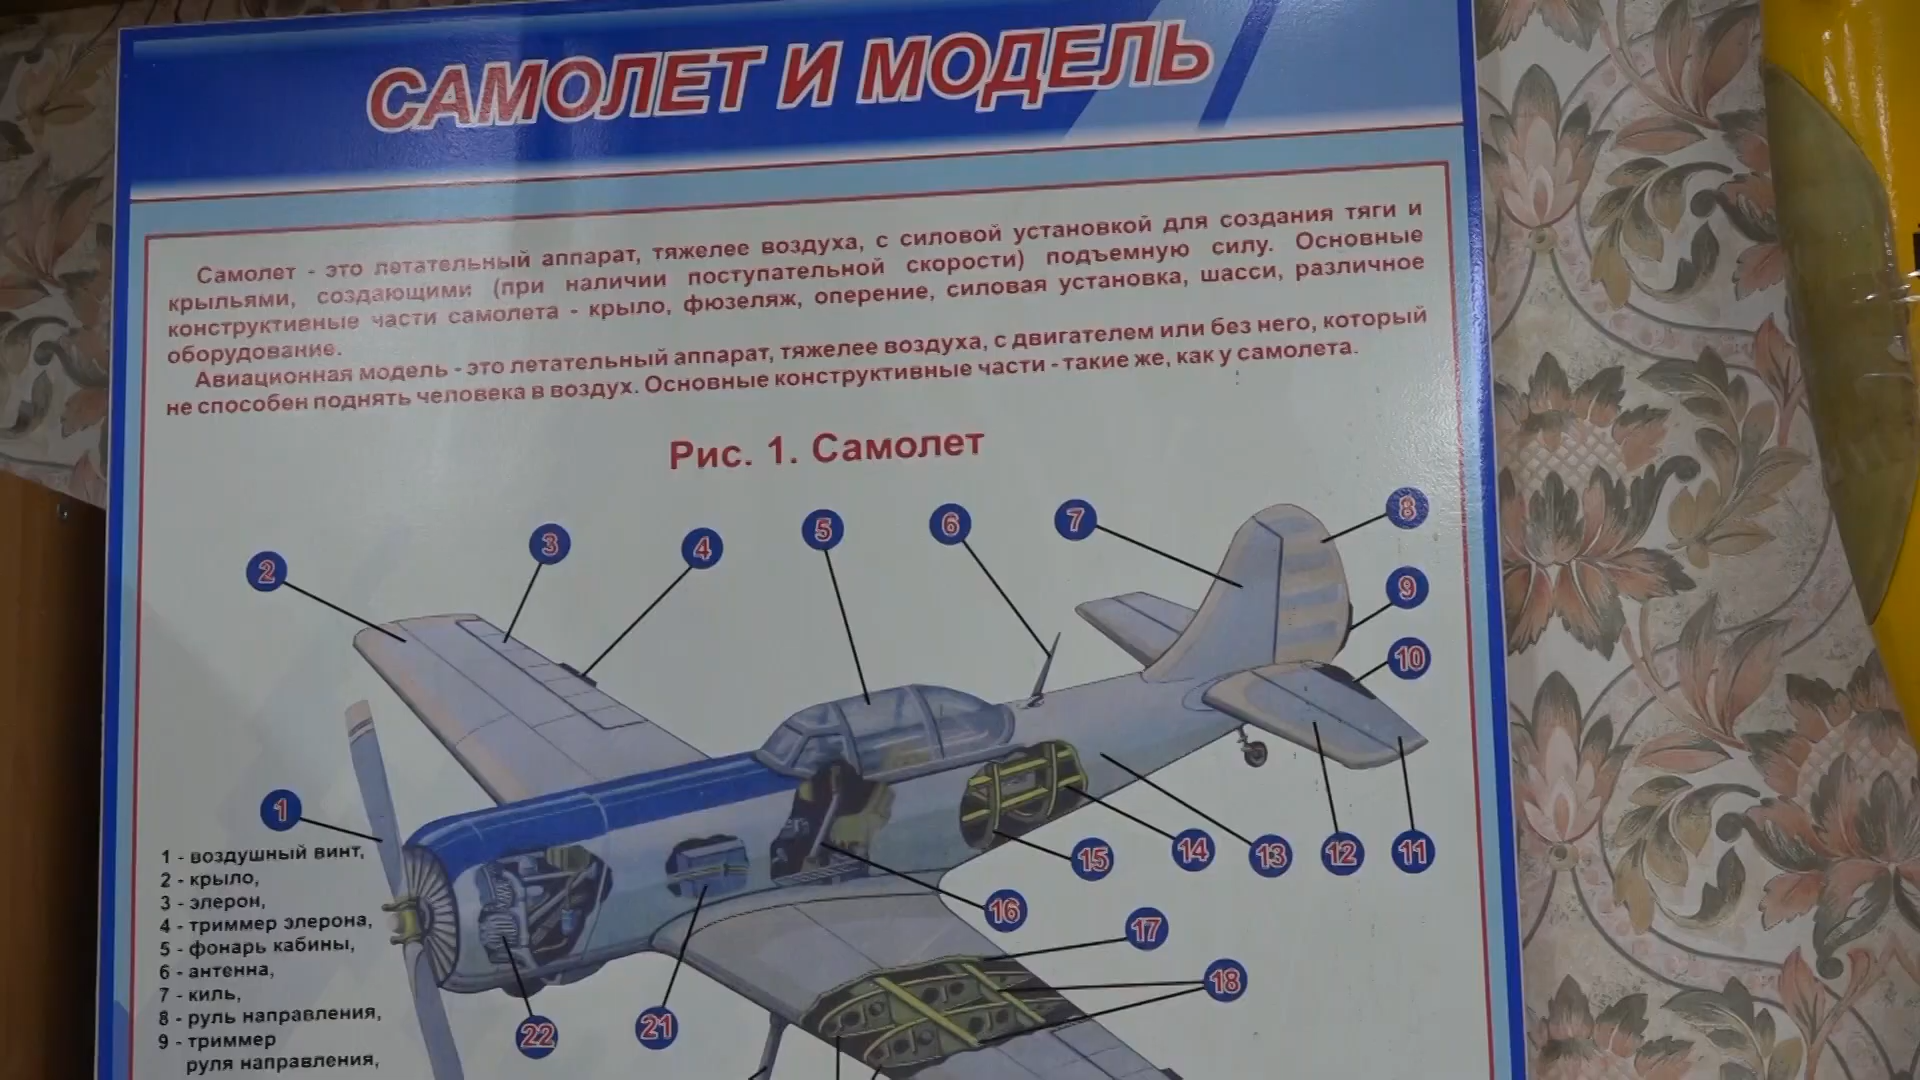 САМОЛЕТ И МОДЕЛЬ
Самолет - это летательный аппарат, тяжелее воздуха, с силовой установкой для создания тяги и
крыльями, создающими (при наличии поступательной скорости) подъемную силу. Основные
конструктивные части самолета - крыло, фюзеляж, оперение, силовая установка, шасси, различное
оборудование.
Авиационная модель - это летательный аппарат, тяжелее воздуха, с двигателем или без него, который
не способен поднять человека в воздух. Основные конструктивные части - такие же, как у самолета.
Рис. 1. Самолет
2
3
4
5
6
7
8
9
10
1
15
14
13
12
11
16
17
18
22
21
1 - воздушный винт,
2 - крыло,
3 - элерон,
4 - триммер элерона,
5 - фонарь кабины,
6 - антенна,
7 - киль,
8 - руль направления,
9 - триммер
руля направления,